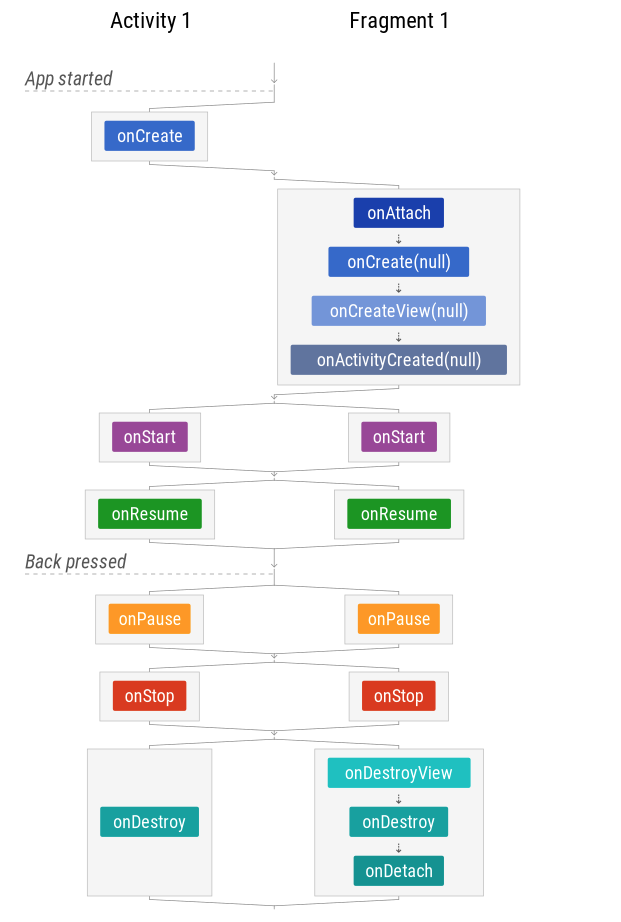 Activity 1 Fragment 1
App started
onCreate
onAttach
onCreate(null)
onCreateView(null)
onActivityCreated(null)
onStart onStart
onResume onResume
Back pressed
onPause onPause
onStop onStop
onDestroyView
onDestroy onDestroy
onDetach